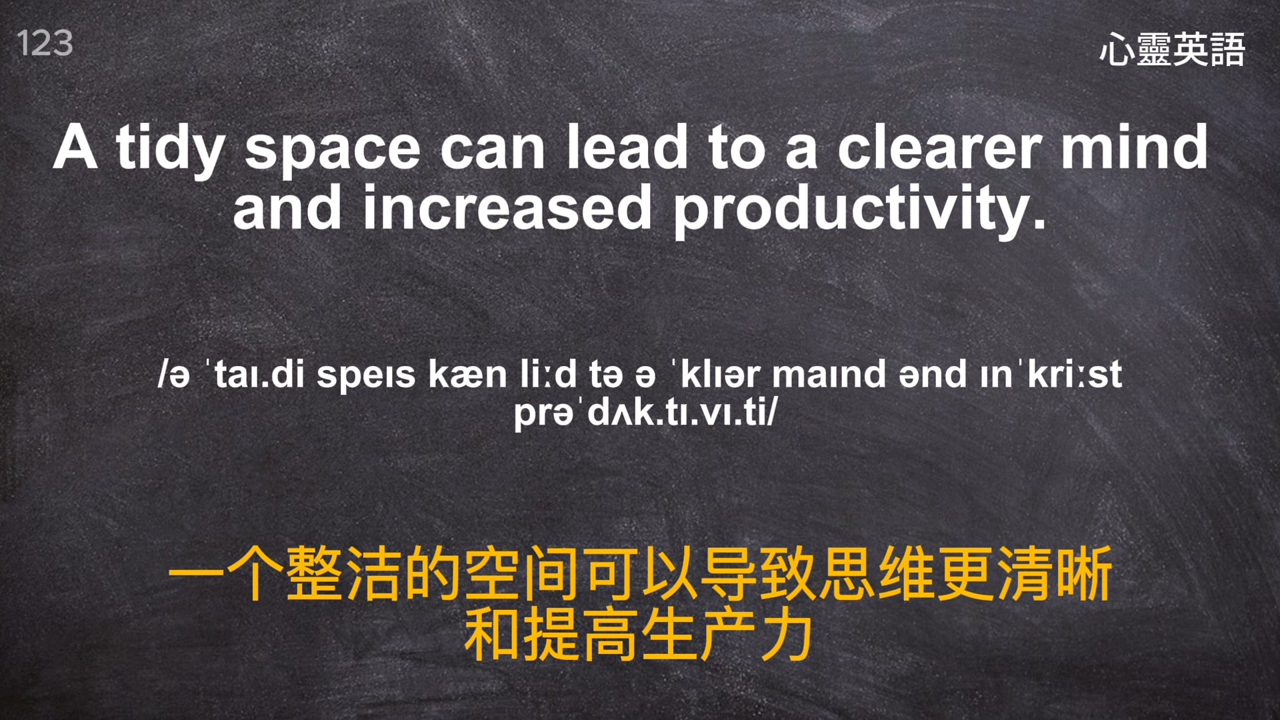 123
心靈英語
A tidy space can lead to a clearer mind
and increased productivity.
/ə ˈtaɪ.di speɪs kæn liːd tə ə ˈklɪər maɪnd ənd ɪnˈkriːst
prəˈdʌk.tɪ.vɪ.ti/
一个整洁的空间可以导致思维更清晰
和提高生产力